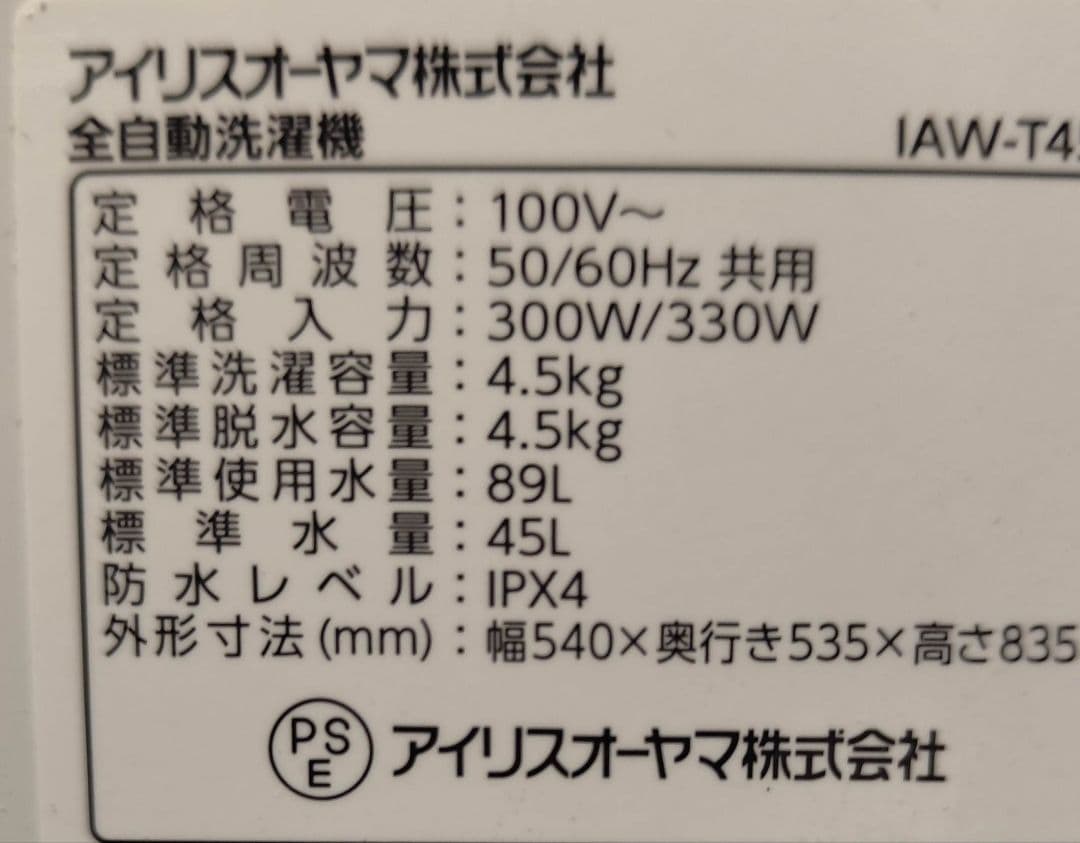 アイリスオーヤマ株式会社
全自動洗濯機 IAW-T4
定格電圧：100V～
定格周波数：50/60Hz 共用
定格入力：300W/330W
標準洗濯容量：4.5kg
標準脱水容量：4.5kg
標準使用水量：89L
標準水量：45L
防水レベル：IPX4
外形寸法(mm)：幅540×奥行き535×高さ835
PSE アイリスオーヤマ株式会社